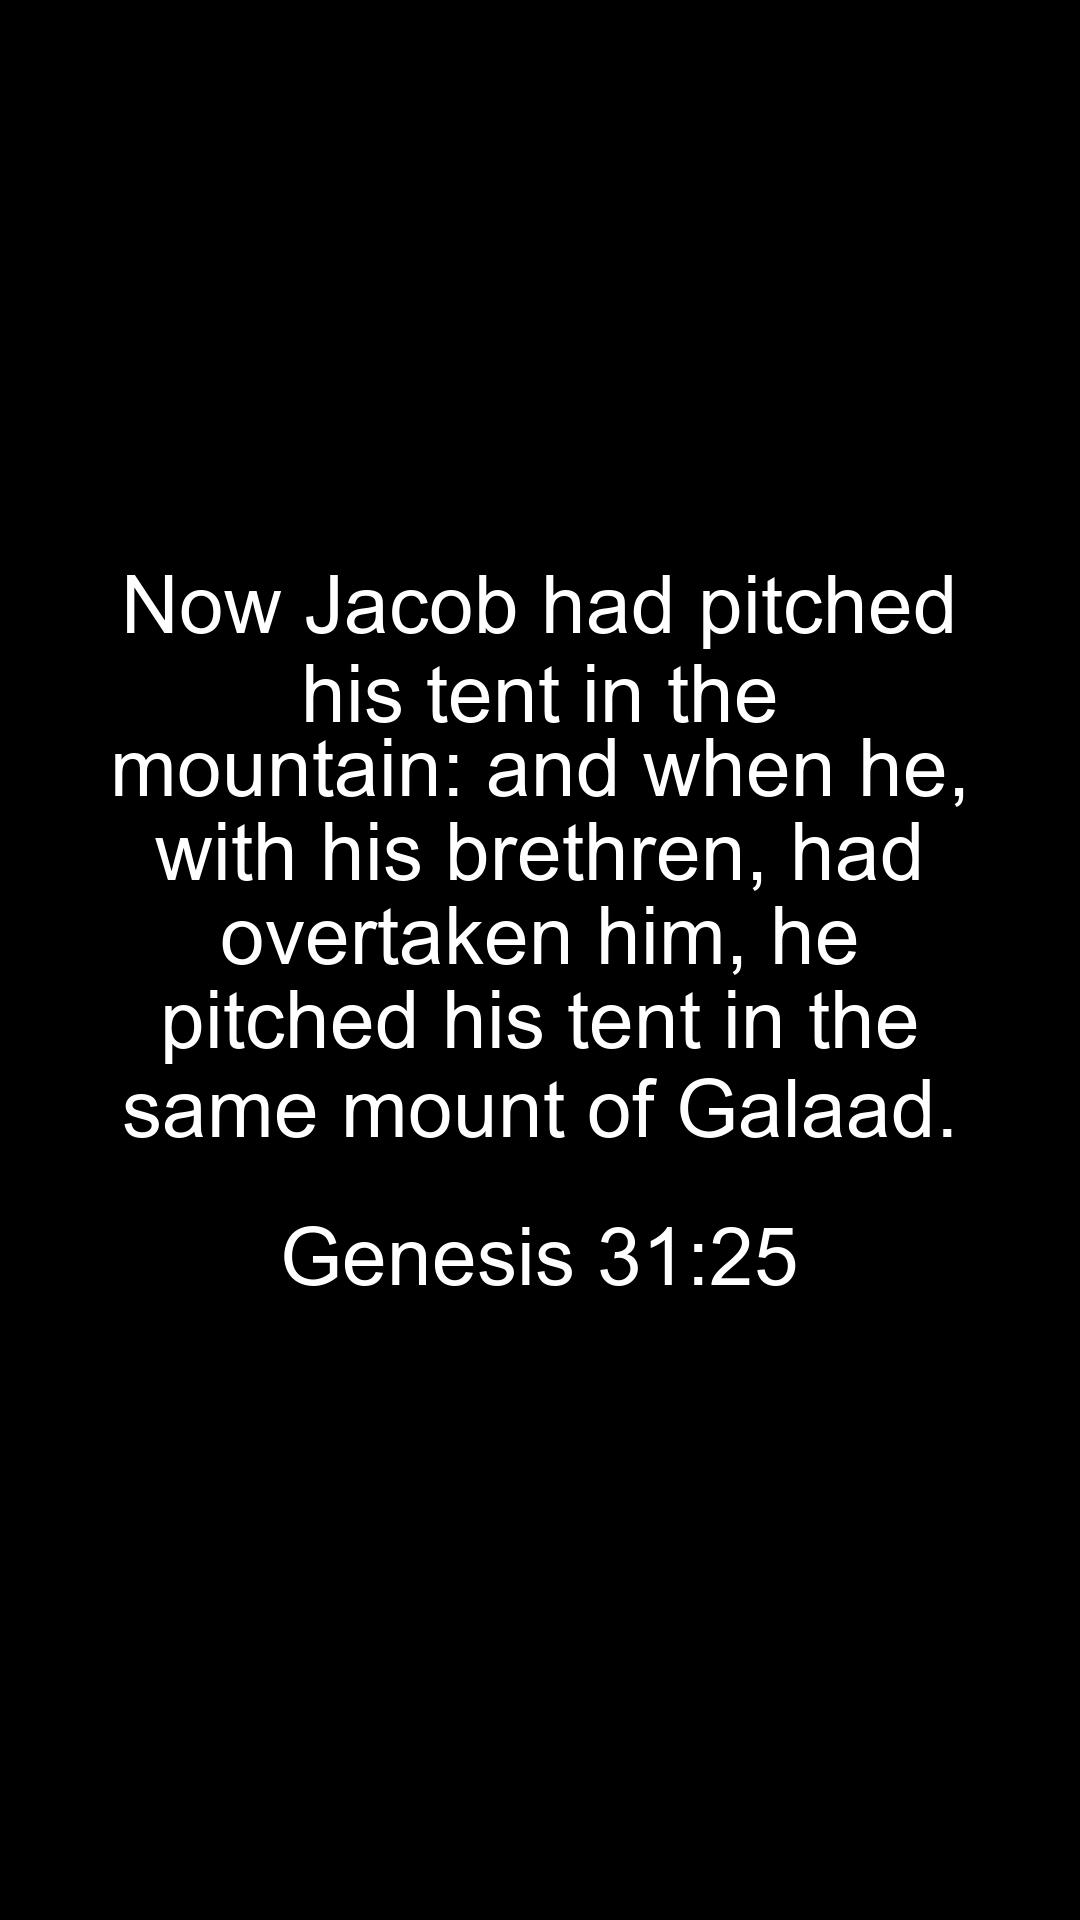 Now Jacob had pitched
his tent in the
mountain: and when he,
with his brethren, had
overtaken him, he
pitched his tent in the
same mount of Galaad.
Genesis 31:25